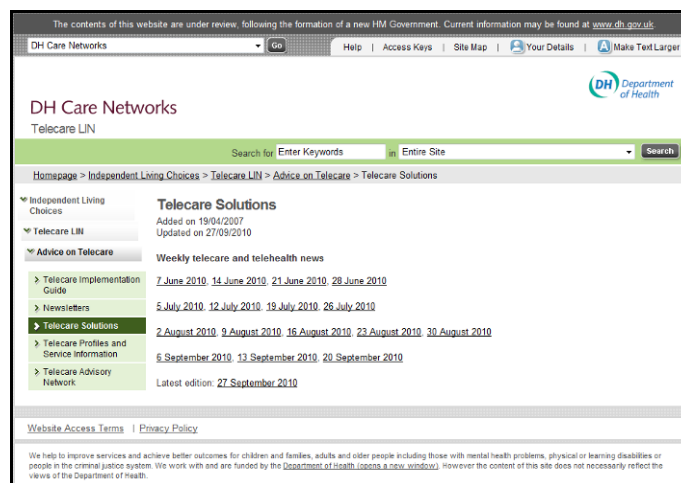 The contents of this website are under review, following the formation of a new HM Government. Current information may be found at www.dh.gov.uk.
DH Care Networks Go Help | Access Keys | Site Map | Your Details | A Make Text Larger
DH Department of Health
DH Care Networks
Telecare LIN
Search for Enter Keywords in Entire Site Search
Homepage > Independent Living Choices > Telecare LIN > Advice on Telecare > Telecare Solutions
Independent Living
Choices
Telecare LIN
Advice on Telecare
Telecare Implementation
Guide
Newsletters
Telecare Solutions
Telecare Profiles and
Service Information
Telecare Advisory
Network
Telecare Solutions
Added on 19/04/2007
Updated on 27/09/2010
Weekly telecare and telehealth news
7 June 2010, 14 June 2010, 21 June 2010, 28 June 2010
5 July 2010, 12 July 2010, 19 July 2010, 26 July 2010
2 August 2010, 9 August 2010, 16 August 2010, 23 August 2010, 30 August 2010
6 September 2010, 13 September 2010, 20 September 2010
Latest edition: 27 September 2010
Website Access Terms | Privacy Policy
We help to improve services and achieve better outcomes for children and families, adults and older people including those with mental health problems, physical or learning disabilities or
people in the criminal justice system. We work with and are funded by the Department of Health (opens a new window). However the content of this site does not necessarily reflect the
views of the Department of Health.